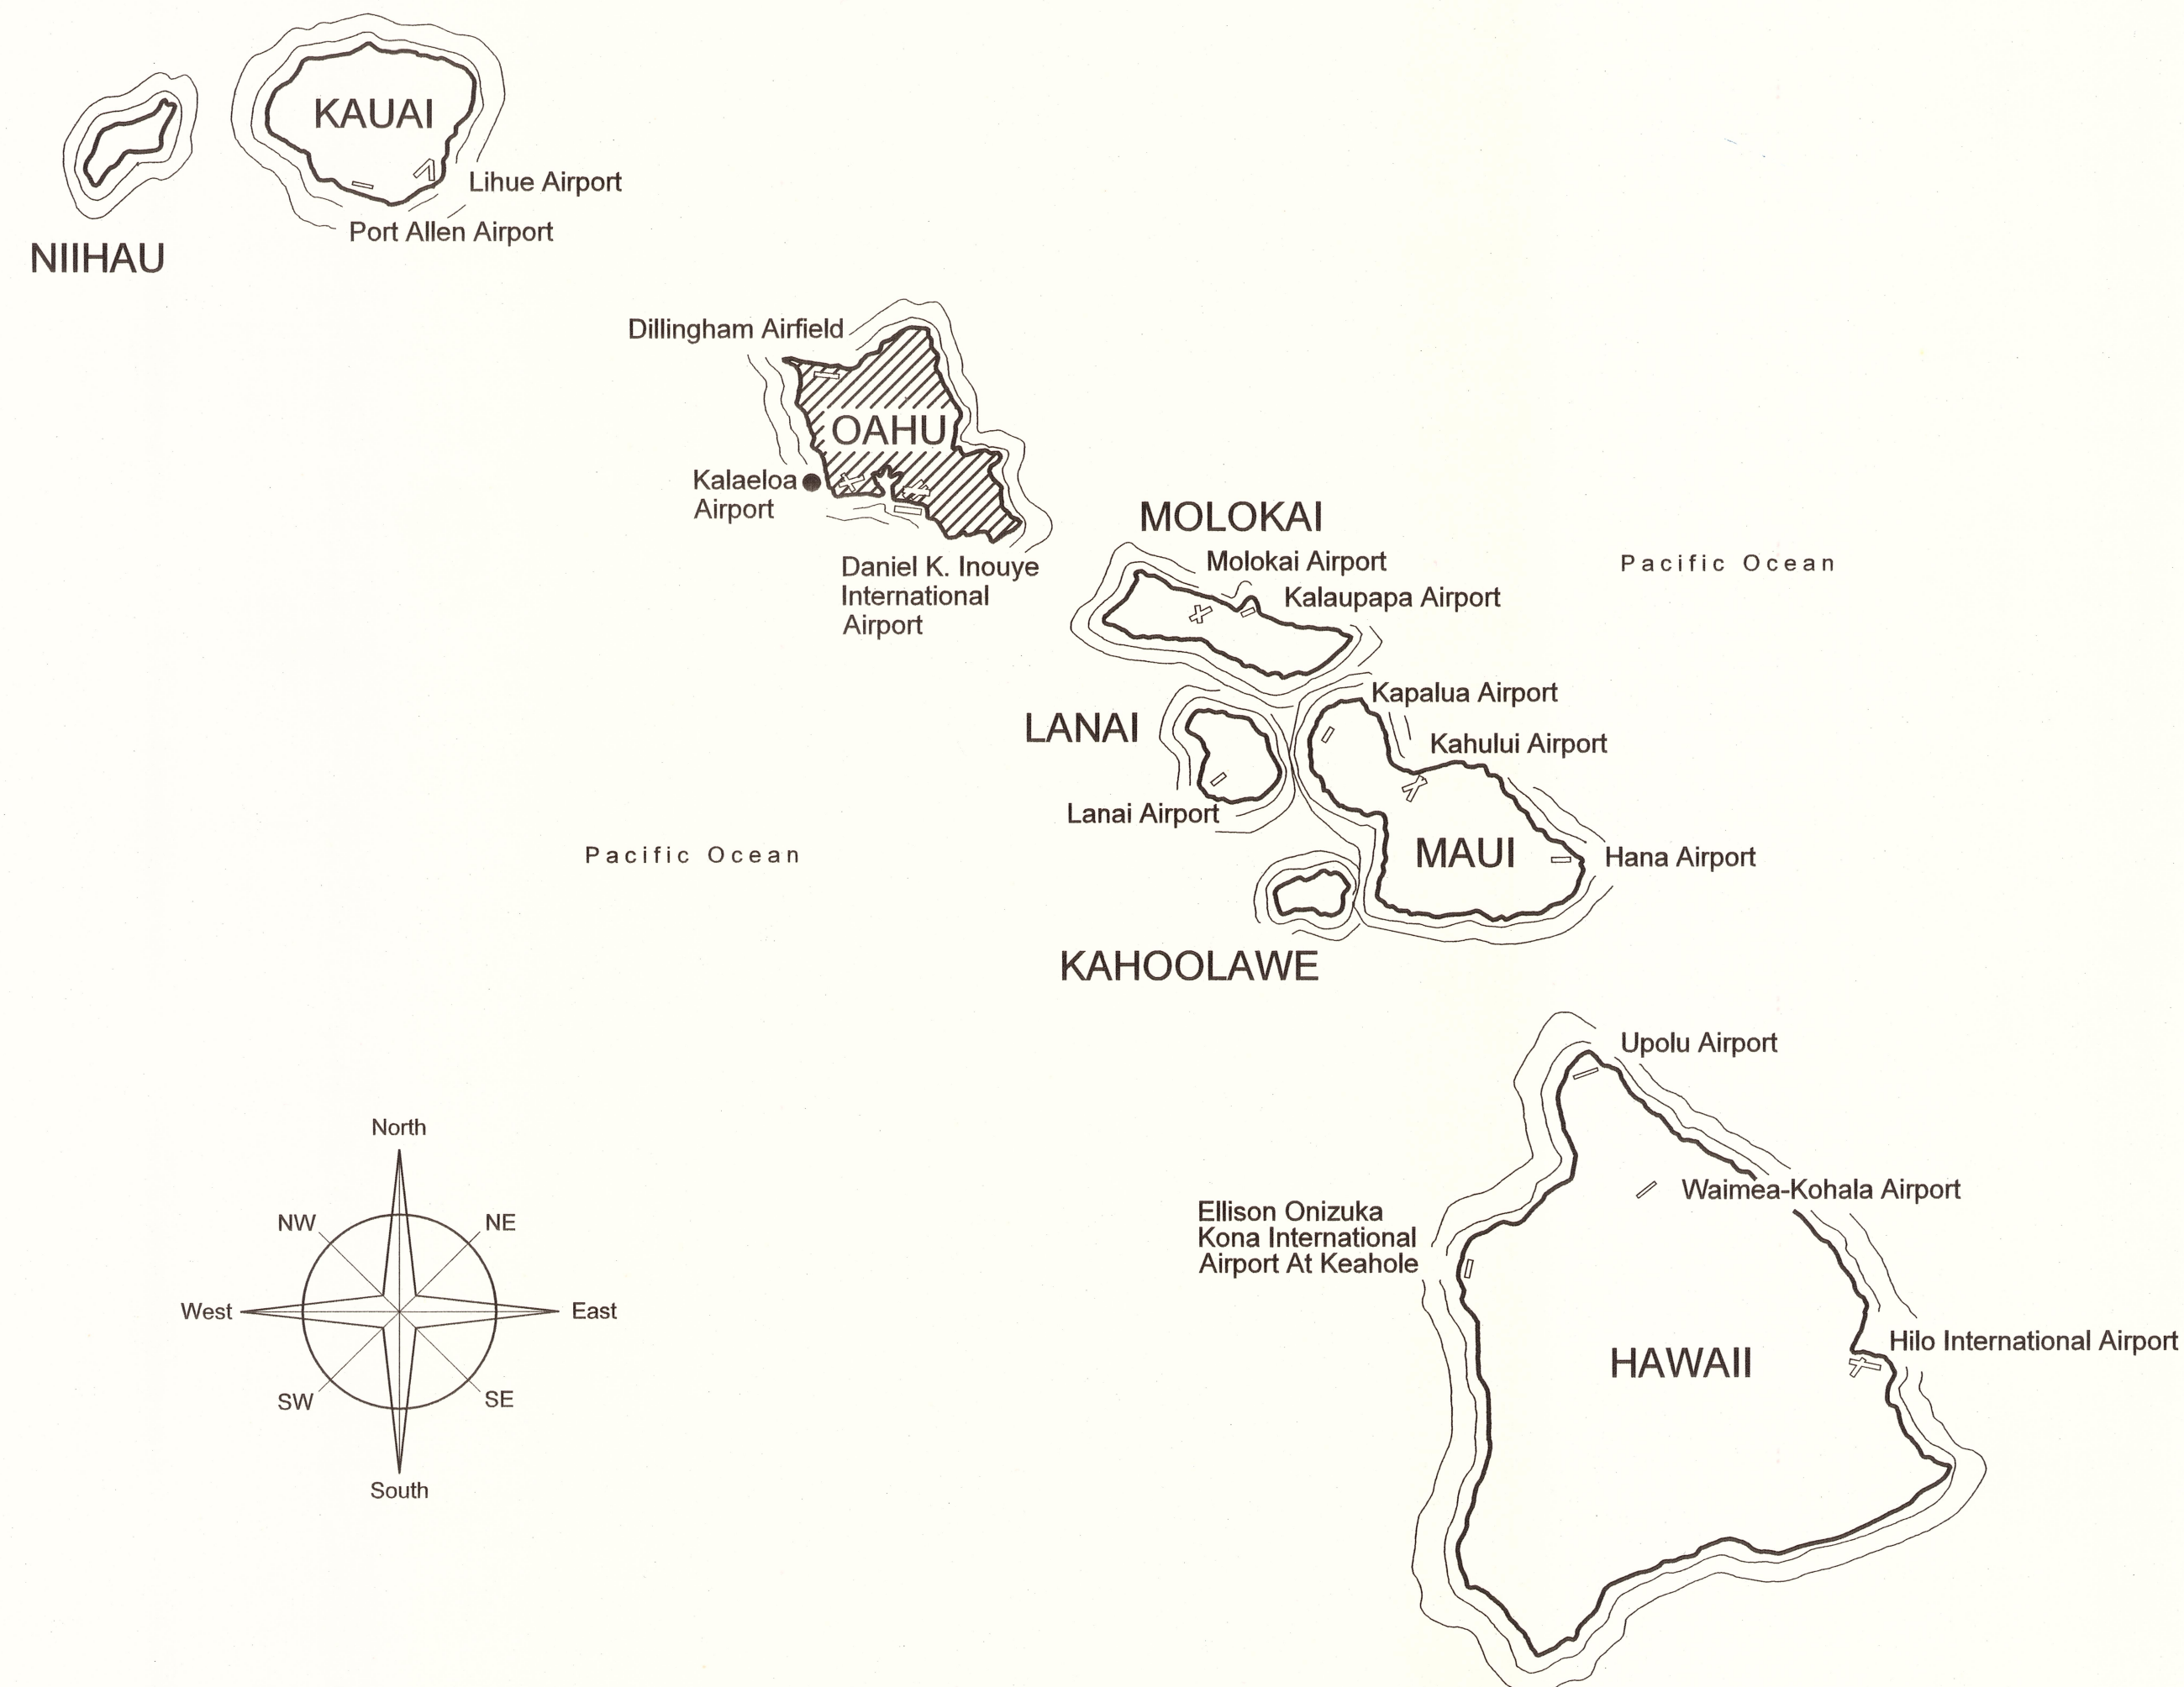 KAUAI
Lihue Airport
Port Allen Airport
NIIHAU
Dillingham Airfield
OAHU
Kalaeloa
Airport
Daniel K. Inouye
International
Airport
MOLOKAI
Molokai Airport
Kalaupapa Airport
Pacific Ocean
Kapalua Airport
LANAI
Kahului Airport
Lanai Airport
MAUI
Hana Airport
Pacific Ocean
KAHOOLAWE
Upolu Airport
Waimea-Kohala Airport
Ellison Onizuka
Kona International
Airport At Keahole
Hilo International Airport
HAWAII
North
NW
NE
West
East
SW
SE
South